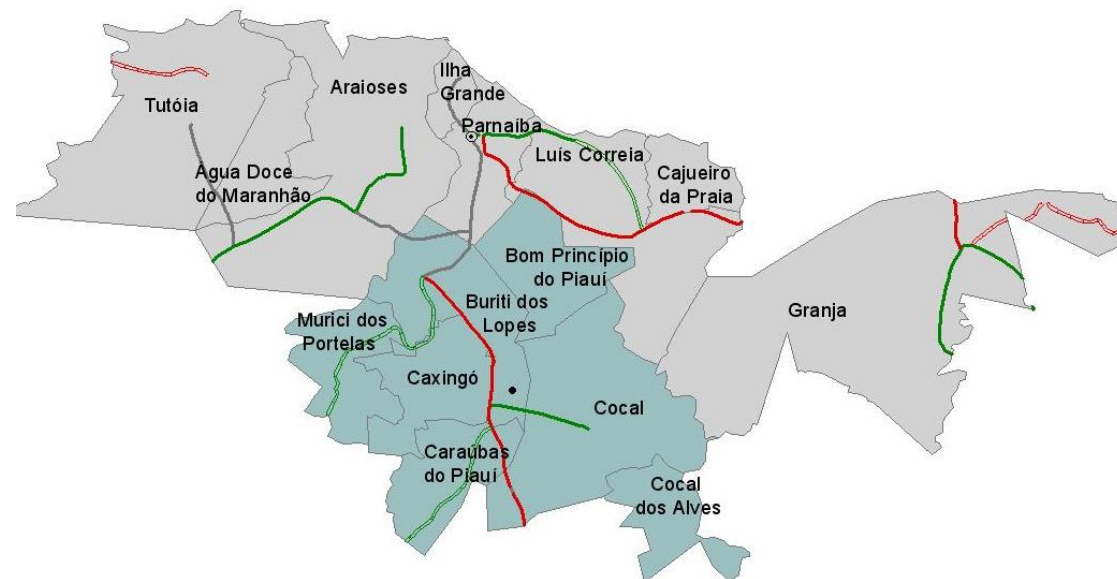 Ilha
Grande
Araioses
Tutóia
Parnaíba
Luís Correia
Cajueiro
da Praia
Água Doce
do Maranhão
Bom Princípio
do Piauí
Buriti dos
Lopes
Granja
Murici dos
Portelas
Caxingó
Cocal
Caraúbas
do Piauí
Cocal
dos Alves